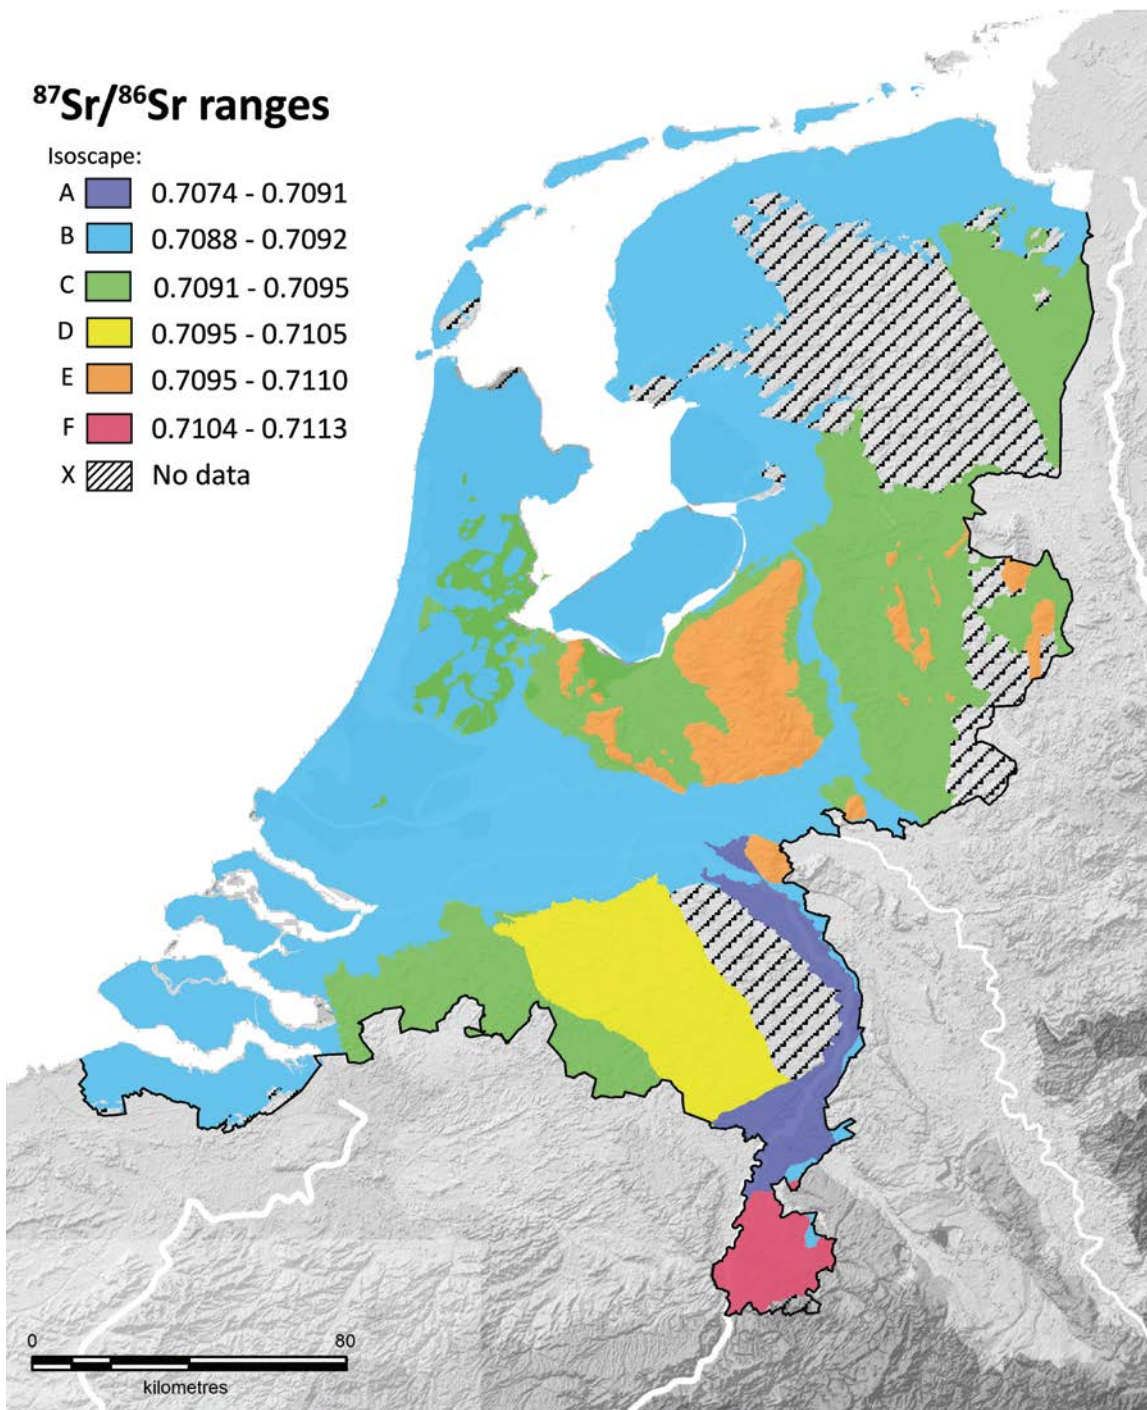 ⁸⁷Sr/⁸⁶Sr ranges
Isoscape:
A 0.7074 - 0.7091
B 0.7088 - 0.7092
C 0.7091 - 0.7095
D 0.7095 - 0.7105
E 0.7095 - 0.7110
F 0.7104 - 0.7113
X No data
0 80
kilometres